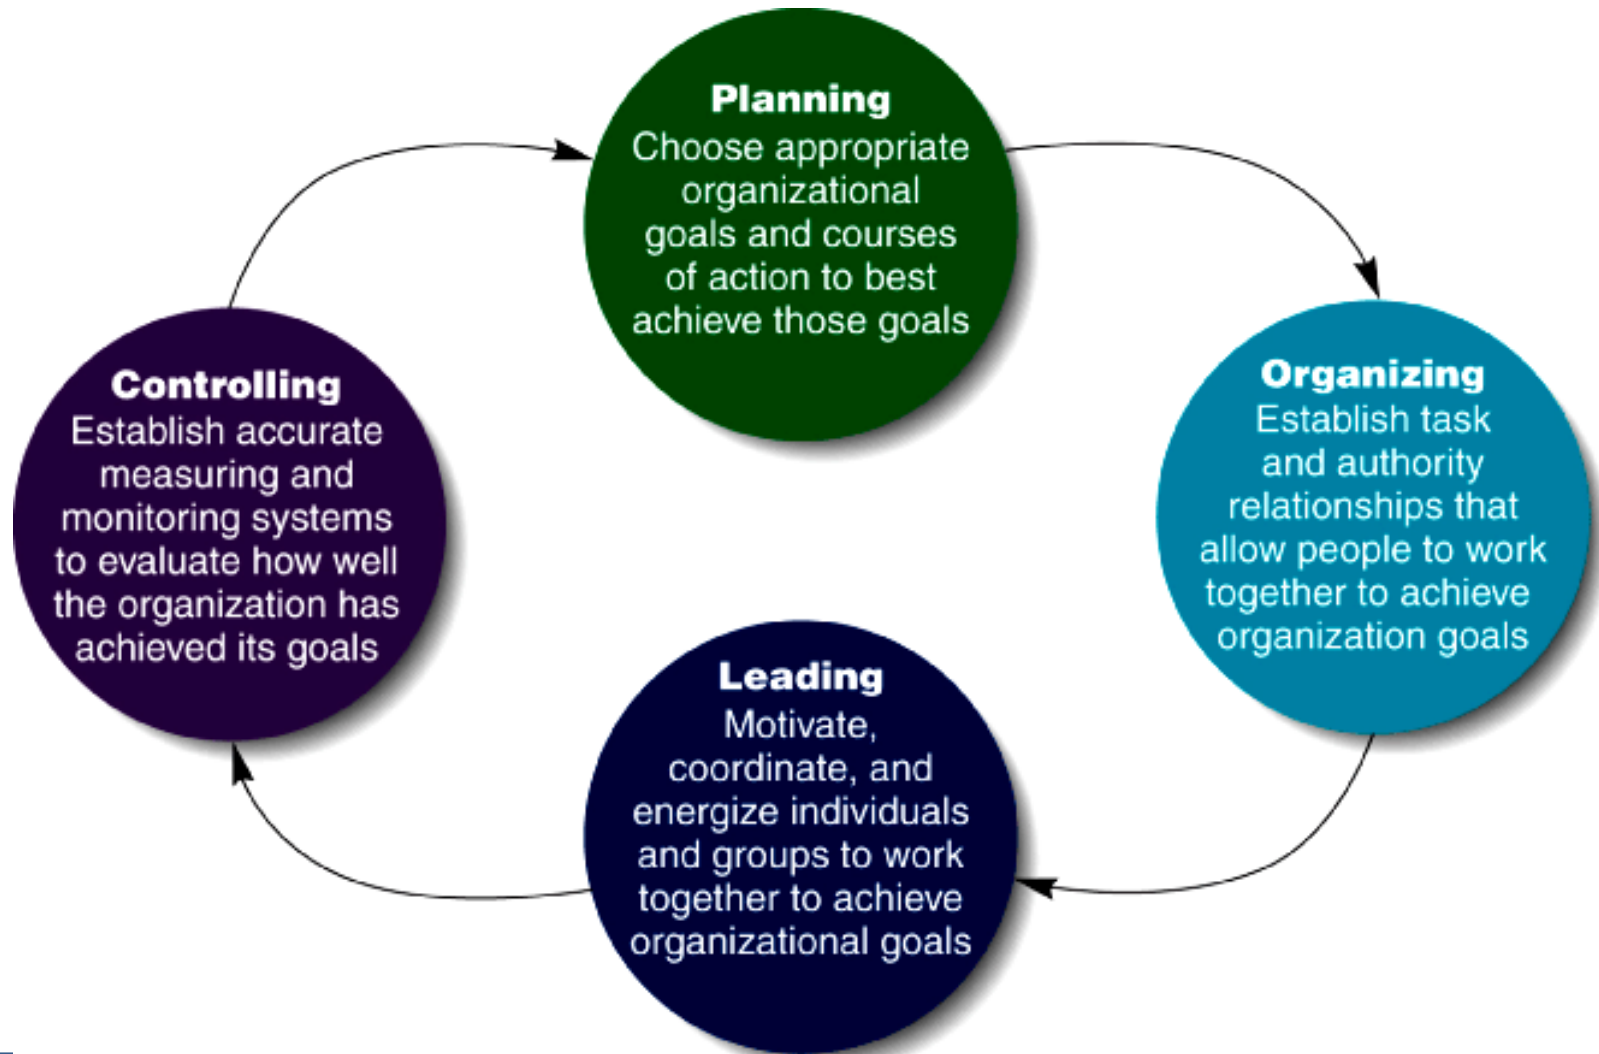 Planning
Choose appropriate
organizational
goals and courses
of action to best
achieve those goals
Organizing
Establish task
and authority
relationships that
allow people to work
together to achieve
organization goals
Leading
Motivate,
coordinate, and
energize individuals
and groups to work
together to achieve
organizational goals
Controlling
Establish accurate
measuring and
monitoring systems
to evaluate how well
the organization has
achieved its goals